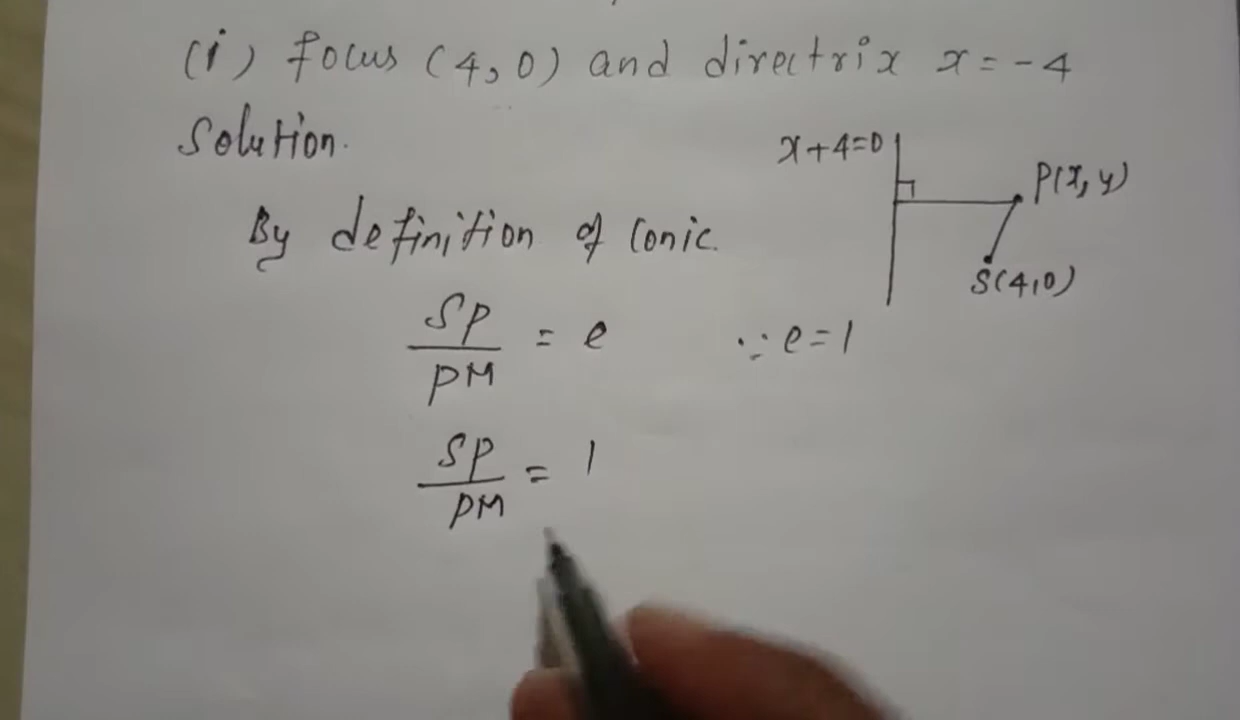 (i) focus (4,0) and directrix x = -4
Solution.
x+4=0
P(x, y)
By definition of Conic.
S(4,0)
SP/PM = e ∵ e = 1
SP/PM = 1